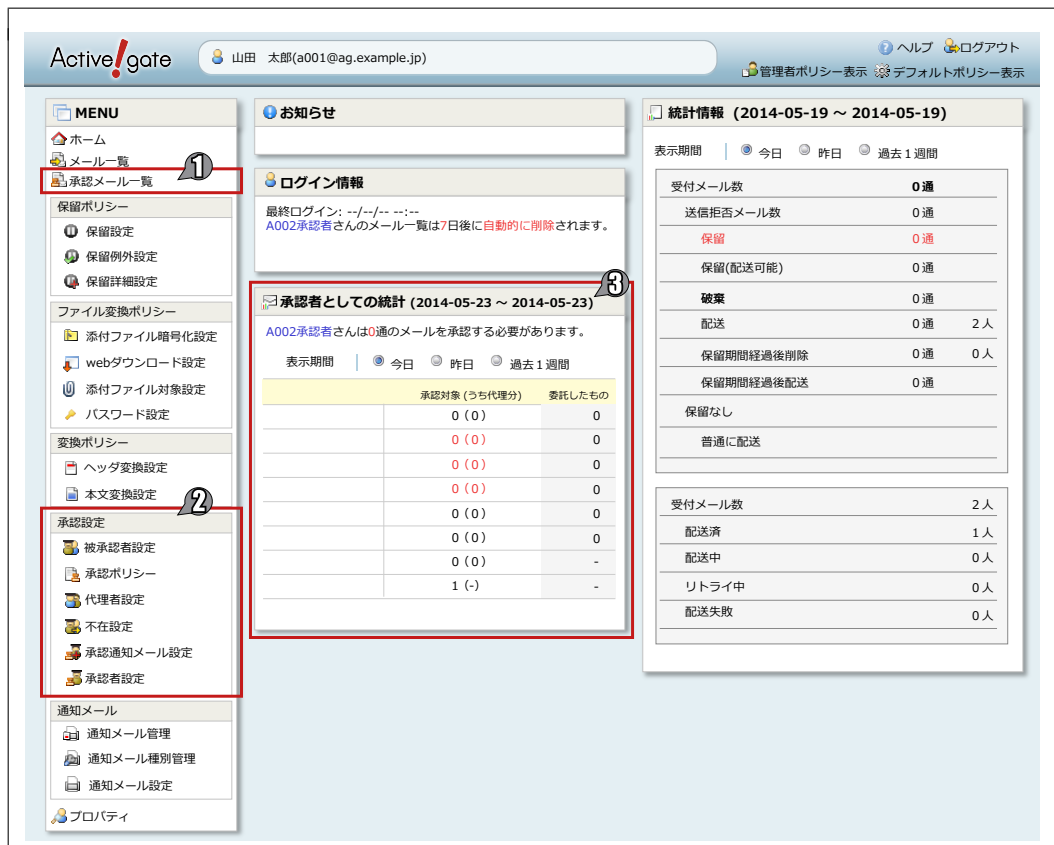 Active!gate
山田 太郎(a001@ag.example.jp)
ヘルプ ログアウト
管理者ポリシー表示 デフォルトポリシー表示
MENU
ホーム
メール一覧
承認メール一覧
1
保留ポリシー
保留設定
保留例外設定
保留詳細設定
ファイル変換ポリシー
添付ファイル暗号化設定
webダウンロード設定
添付ファイル対象設定
パスワード設定
変換ポリシー
ヘッダ変換設定
本文変換設定
2
承認設定
被承認者設定
承認ポリシー
代理者設定
不在設定
承認通知メール設定
承認者設定
通知メール
通知メール管理
通知メール種別管理
通知メール設定
プロパティ
お知らせ
ログイン情報
最終ログイン: --/--/-- --:--
A002承認者さんのメール一覧は7日後に自動的に削除されます。
3
承認者としての統計 (2014-05-23 ～ 2014-05-23)
A002承認者さんは0通のメールを承認する必要があります。
表示期間 今日 昨日 過去１週間
承認対象 (うち代理分) 委託したもの
0 (0) 0
0 (0) 0
0 (0) 0
0 (0) 0
0 (0) 0
0 (0) 0
0 (0) -
1 (-) -
統計情報 (2014-05-19 ～ 2014-05-19)
表示期間 今日 昨日 過去１週間
受付メール数 0通
送信拒否メール数 0通
保留 0通
保留(配送可能) 0通
破棄 0通
配送 0通 2人
保留期間経過後削除 0通 0人
保留期間経過後配送 0通
保留なし
普通に配送
受付メール数 2人
配送済 1人
配送中 0人
リトライ中 0人
配送失敗 0人